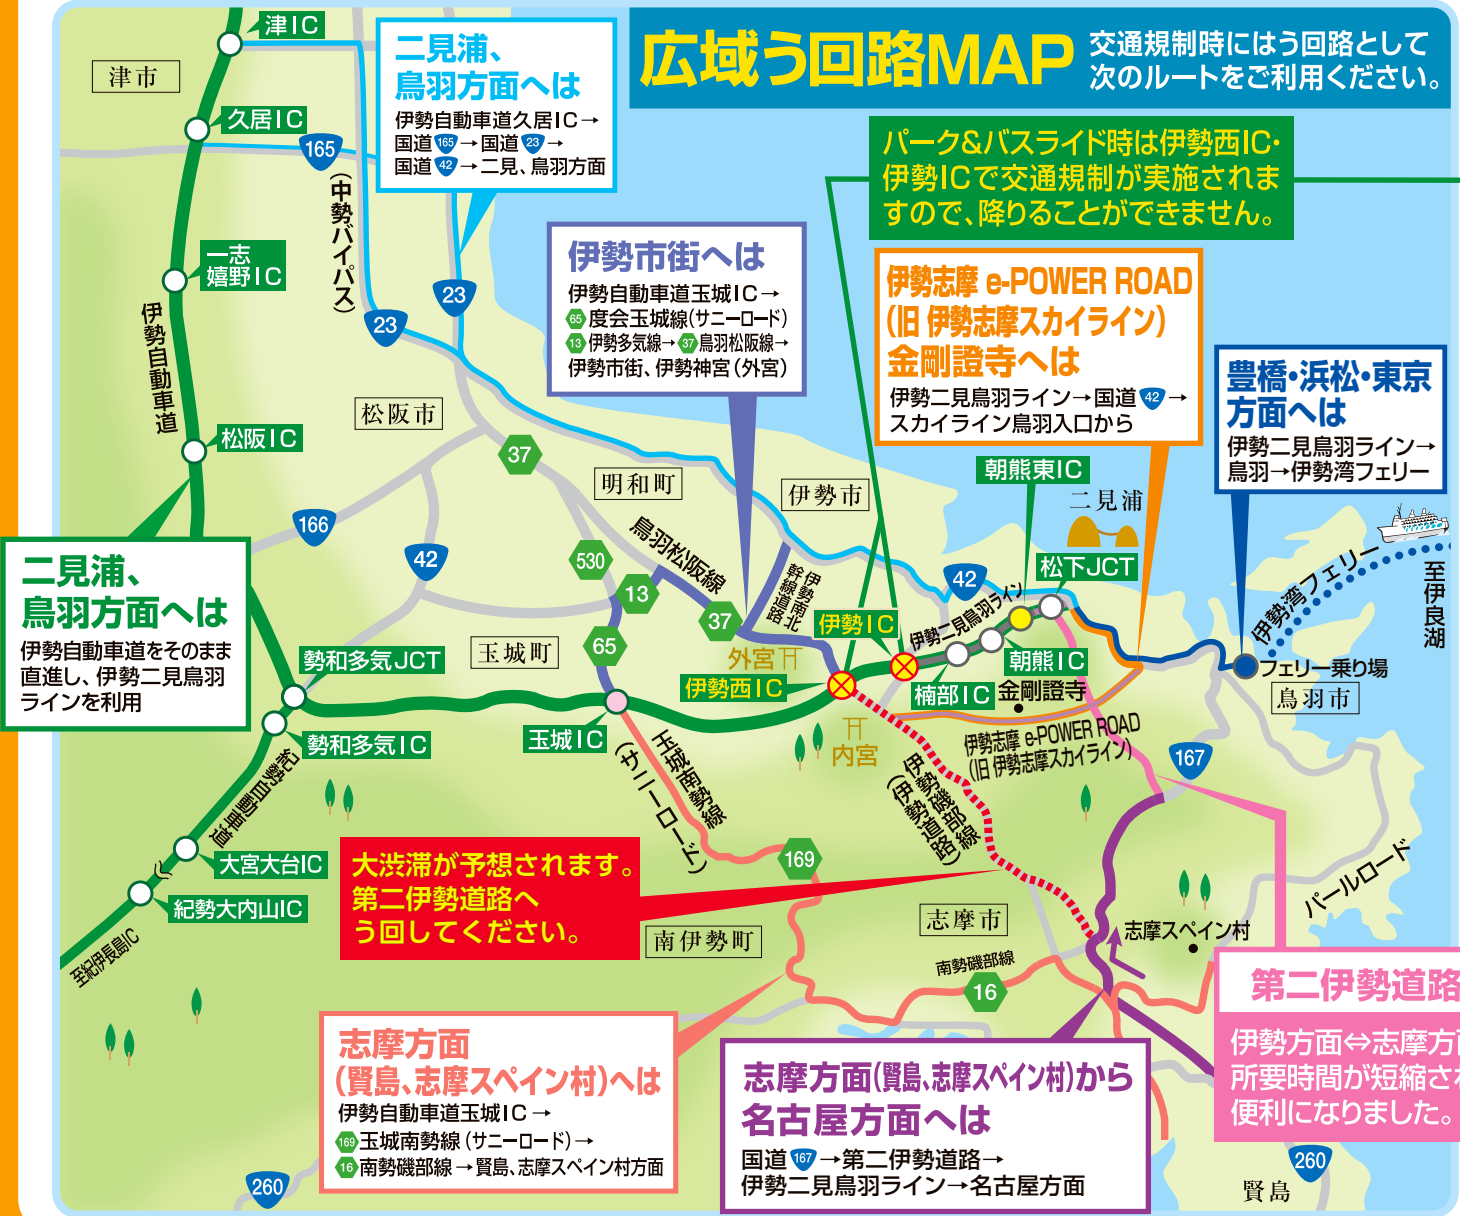 広域う回路MAP
交通規制時にはう回路として
次のルートをご利用ください。
津IC
津市
久居IC
165
(中勢バイパス)
二見浦、
鳥羽方面へは
伊勢自動車道久居IC→
国道165→国道23→
国道42→二見、鳥羽方面
パーク&バスライド時は伊勢西IC・
伊勢ICで交通規制が実施されま
すので、降りることができません。
一志
嬉野IC
伊勢自動車道
23
23
伊勢市街へは
伊勢自動車道玉城IC→
65度会玉城線(サニーロード)
13伊勢多気線→37鳥羽松阪線→
伊勢市街、伊勢神宮(外宮)
伊勢志摩 e-POWER ROAD
(旧 伊勢志摩スカイライン)
金剛證寺へは
伊勢二見鳥羽ライン→国道42→
スカイライン鳥羽入口から
豊橋・浜松・東京
方面へは
伊勢二見鳥羽ライン→
鳥羽→伊勢湾フェリー
松阪市
松阪IC
37
明和町
伊勢市
朝熊東IC
二見浦
166
42
530
鳥羽松阪線
13
37
65
伊勢南北
幹線道路
42
松下JCT
伊勢二見鳥羽ライン
伊勢湾フェリー
至伊良湖
二見浦、
鳥羽方面へは
伊勢自動車道をそのまま
直進し、伊勢二見鳥羽
ラインを利用
玉城町
外宮
伊勢IC
伊勢西IC
朝熊IC
楠部IC
金剛證寺
フェリー乗り場
鳥羽市
勢和多気JCT
勢和多気IC
玉城IC
内宮
伊勢志摩 e-POWER ROAD
(旧 伊勢志摩スカイライン)
167
紀勢自動車道
玉城南勢線
(サニーロード)
伊勢磯部線
(伊勢道路)
大宮大台IC
紀勢大内山IC
至紀伊長島IC
大渋滞が予想されます。
第二伊勢道路へ
う回してください。
169
パールロード
南伊勢町
志摩市
志摩スペイン村
南勢磯部線
16
第二伊勢道路
伊勢方面⇔志摩方面
所要時間が短縮され
便利になりました。
志摩方面
(賢島、志摩スペイン村)へは
伊勢自動車道玉城IC→
169玉城南勢線(サニーロード)→
16南勢磯部線→賢島、志摩スペイン村方面
志摩方面(賢島、志摩スペイン村)から
名古屋方面へは
国道167→第二伊勢道路→
伊勢二見鳥羽ライン→名古屋方面
260
260
賢島